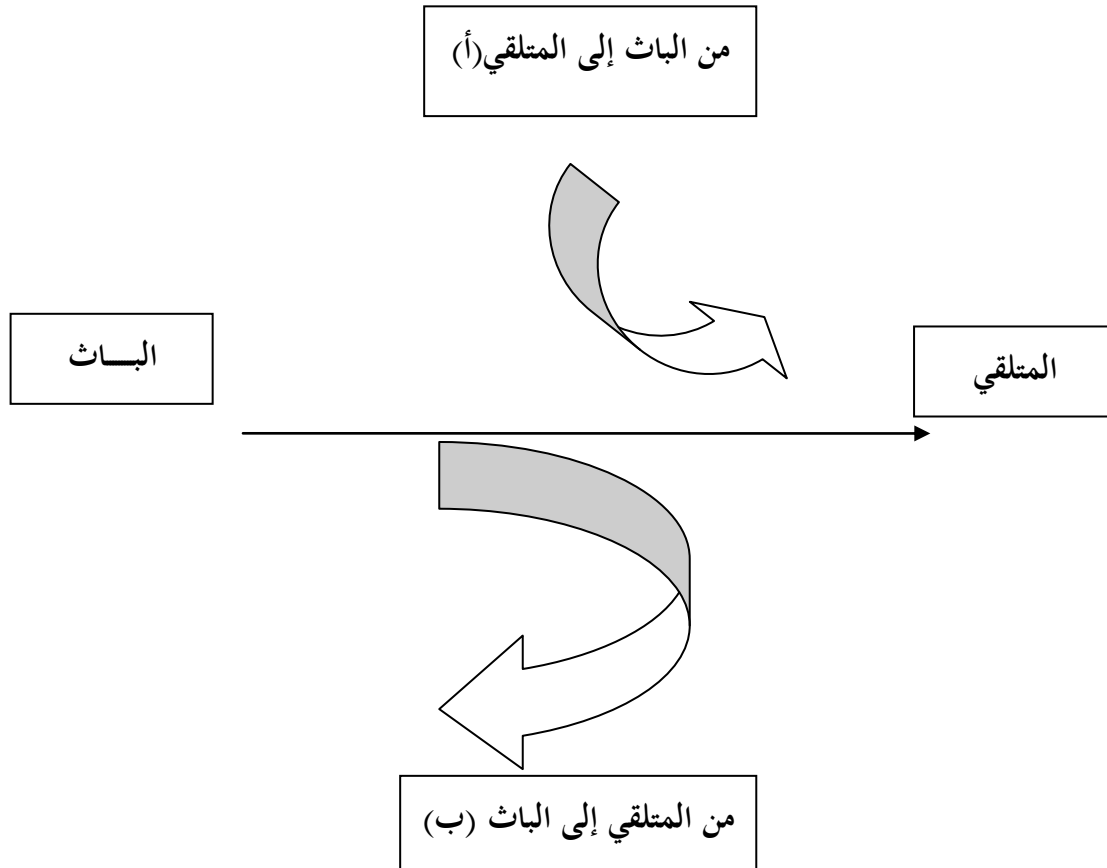 من الباث إلى المتلقي(أ)
البـــاث
المتلقي
من المتلقي إلى الباث (ب)